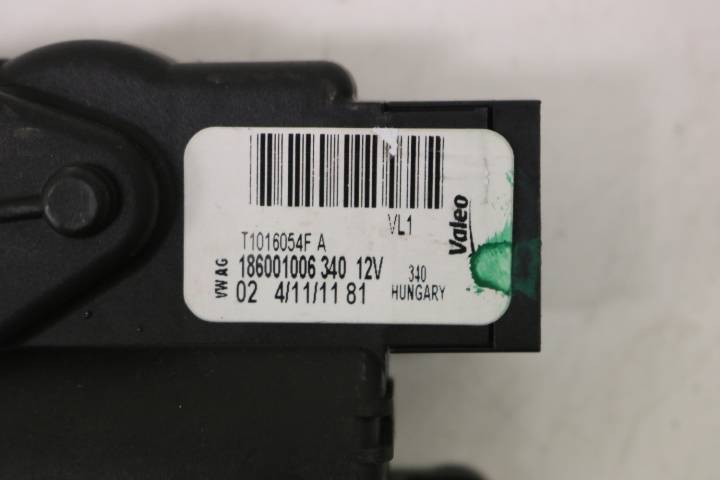 VL1
T1016054F A
VW AG
186001006 340 12V
02 4/11/11 81
340
HUNGARY
Valeo